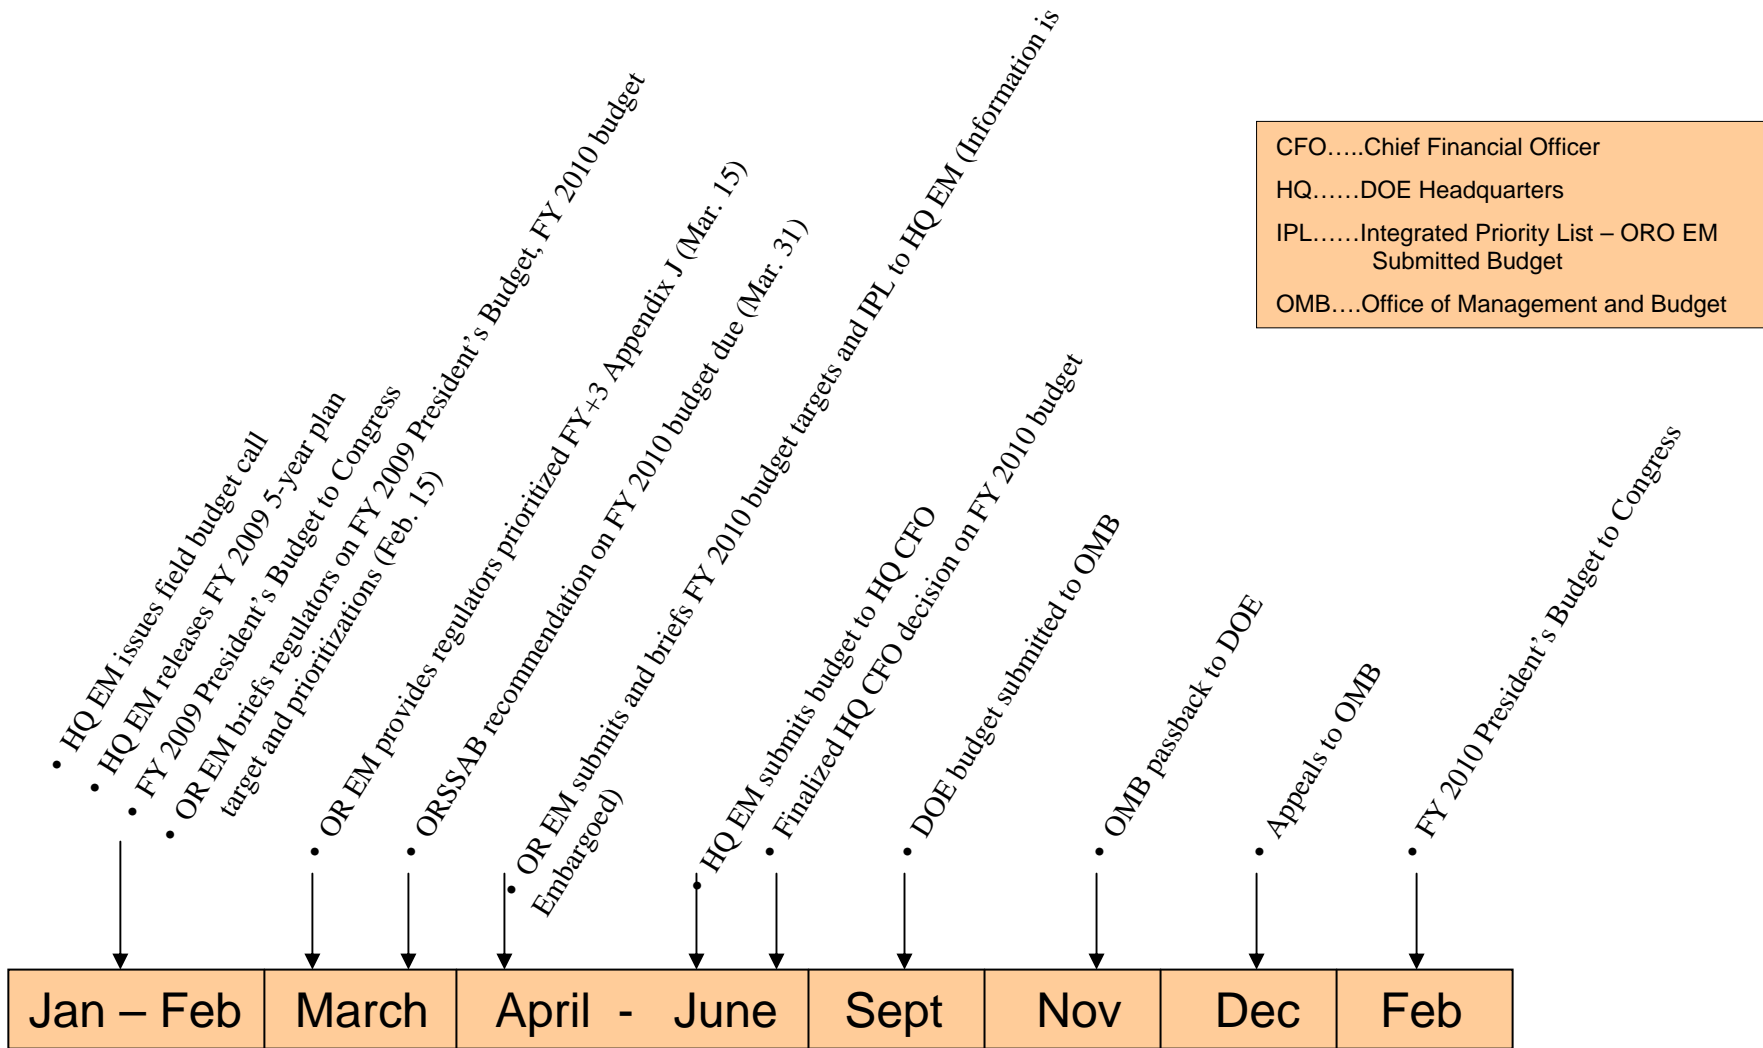 • HQ EM issues field budget call
• HQ EM releases FY 2009 5-year plan
• FY 2009 President’s Budget to Congress
• OR EM briefs regulators on FY 2009 President’s Budget, FY 2010 budget
target and prioritizations (Feb. 15)
• OR EM provides regulators prioritized FY+3 Appendix J (Mar. 15)
• ORSSAB recommendation on FY 2010 budget due (Mar. 31)
• OR EM submits and briefs FY 2010 budget targets and IPL to HQ EM (Information is
Embargoed)
• HQ EM submits budget to HQ CFO
• Finalized HQ CFO decision on FY 2010 budget
• DOE budget submitted to OMB
• OMB passback to DOE
• Appeals to OMB
• FY 2010 President’s Budget to Congress
CFO…..Chief Financial Officer
HQ……DOE Headquarters
IPL……Integrated Priority List – ORO EM
Submitted Budget
OMB….Office of Management and Budget
Jan – Feb March April - June Sept Nov Dec Feb